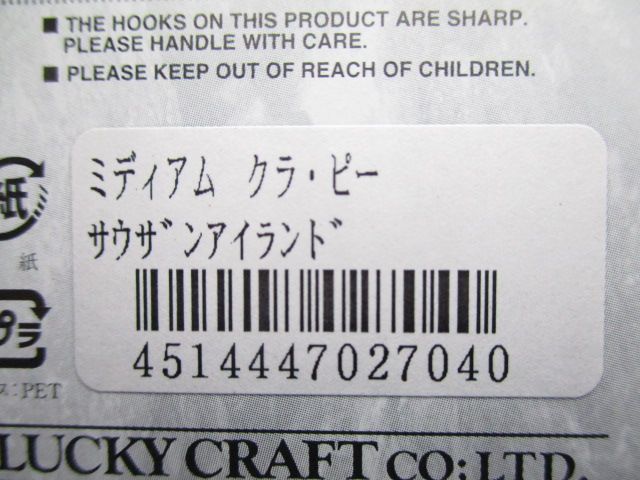 ■ THE HOOKS ON THIS PRODUCT ARE SHARP.
PLEASE HANDLE WITH CARE.
■ PLEASE KEEP OUT OF REACH OF CHILDREN.
ミディアム クラ・ピー
サウザンアイランド
紙
紙
プラ
ス:PET
4514447027040
LUCKY CRAFT CO:LTD.